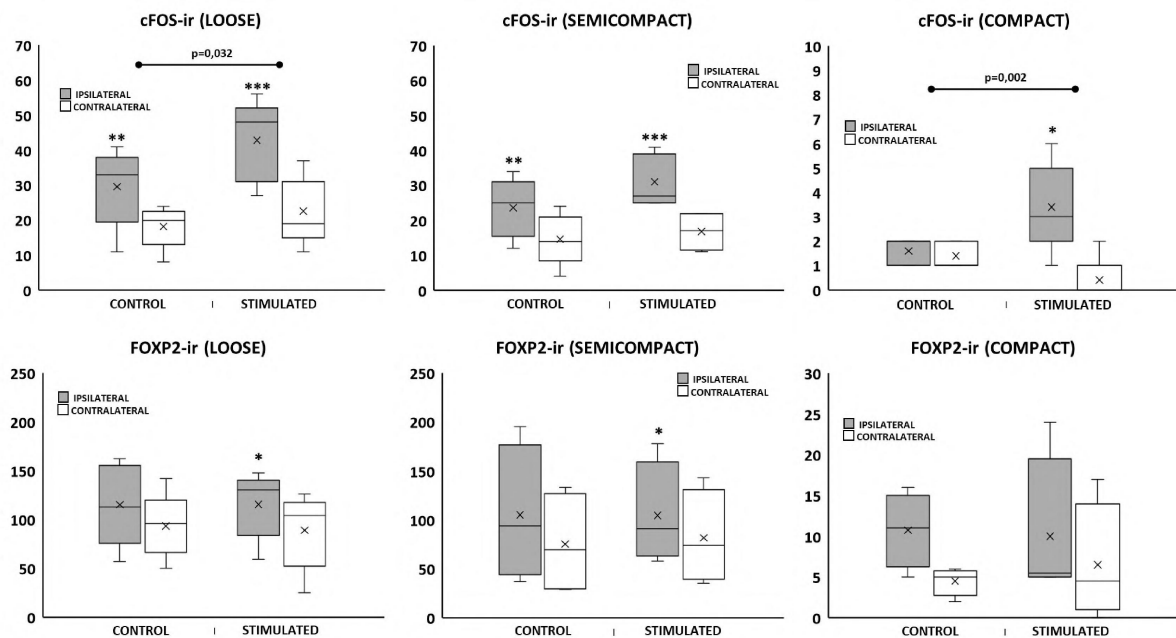 cFOS-ir (LOOSE)
70
60
50
40
30
20
10
0
p=0,032
IPSILATERAL
CONTRALATERAL
**
***
CONTROL
STIMULATED
cFOS-ir (SEMICOMPACT)
70
60
50
40
30
20
10
0
IPSILATERAL
CONTRALATERAL
**
***
CONTROL
STIMULATED
cFOS-ir (COMPACT)
10
9
8
7
6
5
4
3
2
1
0
p=0,002
IPSILATERAL
CONTRALATERAL
*
CONTROL
STIMULATED
FOXP2-ir (LOOSE)
250
200
150
100
50
0
IPSILATERAL
CONTRALATERAL
*
CONTROL
STIMULATED
FOXP2-ir (SEMICOMPACT)
250
200
150
100
50
0
IPSILATERAL
CONTRALATERAL
*
CONTROL
STIMULATED
FOXP2-ir (COMPACT)
30
25
20
15
10
5
0
IPSILATERAL
CONTRALATERAL
CONTROL
STIMULATED